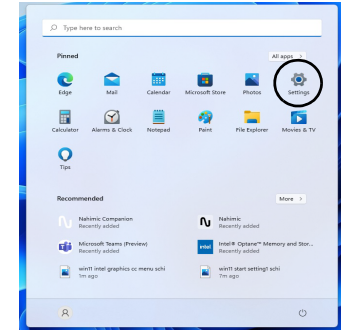 Type here to search
Pinned
All apps >
Edge
Mail
Calendar
Microsoft Store
Photos
Settings
Calculator
Alarms & Clock
Notepad
Paint
File Explorer
Movies & TV
Tips
Recommended
More >
Nahimic Companion
Recently added
Nahimic
Recently added
Microsoft Teams (Preview)
Recently added
intel
Intel® Optane™ Memory and Stor...
Recently added
win11 intel graphics cc menu schi
1m ago
win11 start setting1 schi
7m ago